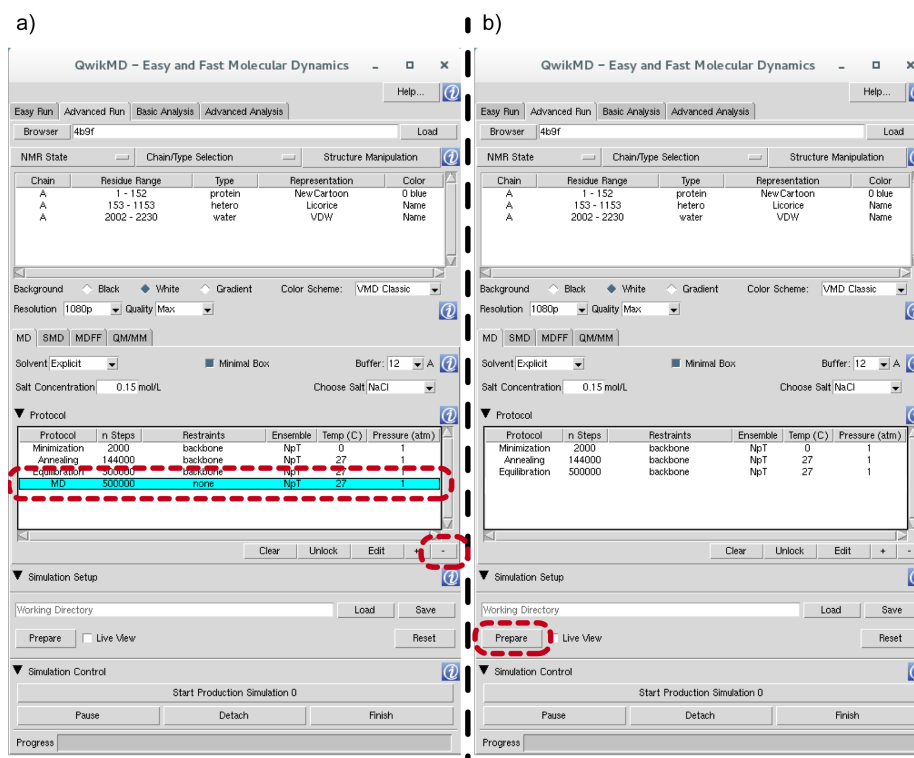 a)
QwikMD – Easy and Fast Molecular Dynamics
Help...
Easy Run Advanced Run Basic Analysis Advanced Analysis
Browser 4b9f Load
NMR State Chain/Type Selection Structure Manipulation
Chain Residue Range Type Representation Color
A 1 - 152 protein NewCartoon 0 blue
A 153 - 1153 hetero Licorice Name
A 2002 - 2230 water VDW Name
Background Black White Gradient Color Scheme: VMD Classic
Resolution 1080p Quality Max
MD SMD MDFF QM/MM
Solvent Explicit Minimal Box Buffer: 12 A
Salt Concentration 0.15 mol/L Choose Salt NaCl
Protocol
Protocol n Steps Restraints Ensemble Temp (C) Pressure (atm)
Minimization 2000 backbone NpT 0 1
Annealing 144000 backbone NpT 27 1
Equilibration 500000 backbone NpT 27 1
MD 500000 none NpT 27 1
Clear Unlock Edit + -
Simulation Setup
Working Directory Load Save
Prepare Live View Reset
Simulation Control
Start Production Simulation 0
Pause Detach Finish
Progress
b)
QwikMD – Easy and Fast Molecular Dynamics
Help...
Easy Run Advanced Run Basic Analysis Advanced Analysis
Browser 4b9f Load
NMR State Chain/Type Selection Structure Manipulation
Chain Residue Range Type Representation Color
A 1 - 152 protein NewCartoon 0 blue
A 153 - 1153 hetero Licorice Name
A 2002 - 2230 water VDW Name
Background Black White Gradient Color Scheme: VMD Classic
Resolution 1080p Quality Max
MD SMD MDFF QM/MM
Solvent Explicit Minimal Box Buffer: 12 A
Salt Concentration 0.15 mol/L Choose Salt NaCl
Protocol
Protocol n Steps Restraints Ensemble Temp (C) Pressure (atm)
Minimization 2000 backbone NpT 0 1
Annealing 144000 backbone NpT 27 1
Equilibration 500000 backbone NpT 27 1
Clear Unlock Edit + -
Simulation Setup
Working Directory Load Save
Prepare Live View Reset
Simulation Control
Start Production Simulation 0
Pause Detach Finish
Progress